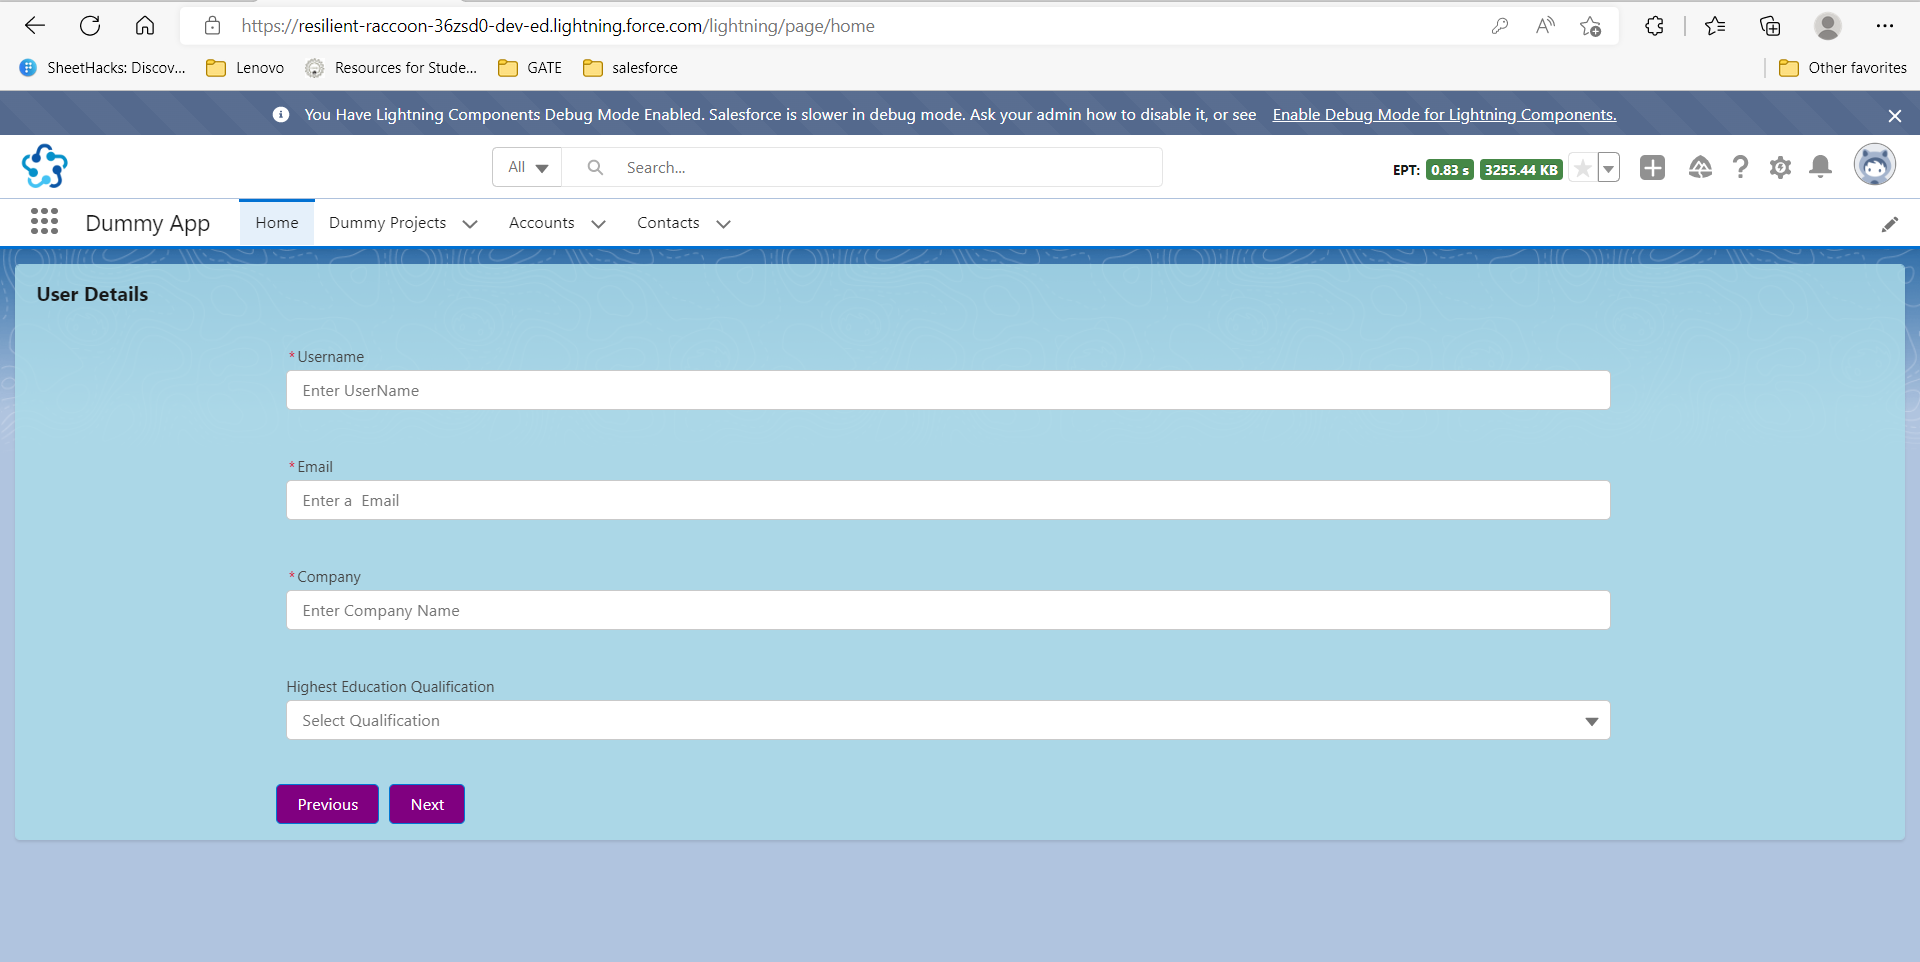 https://resilient-raccoon-36zsd0-dev-ed.lightning.force.com/lightning/page/home
SheetHacks: Discov... Lenovo Resources for Stude... GATE salesforce Other favorites
You Have Lightning Components Debug Mode Enabled. Salesforce is slower in debug mode. Ask your admin how to disable it, or see Enable Debug Mode for Lightning Components.
All Search... EPT: 0.83 s 3255.44 KB
Dummy App Home Dummy Projects Accounts Contacts
User Details
*Username
Enter UserName
*Email
Enter a  Email
*Company
Enter Company Name
Highest Education Qualification
Select Qualification
Previous Next